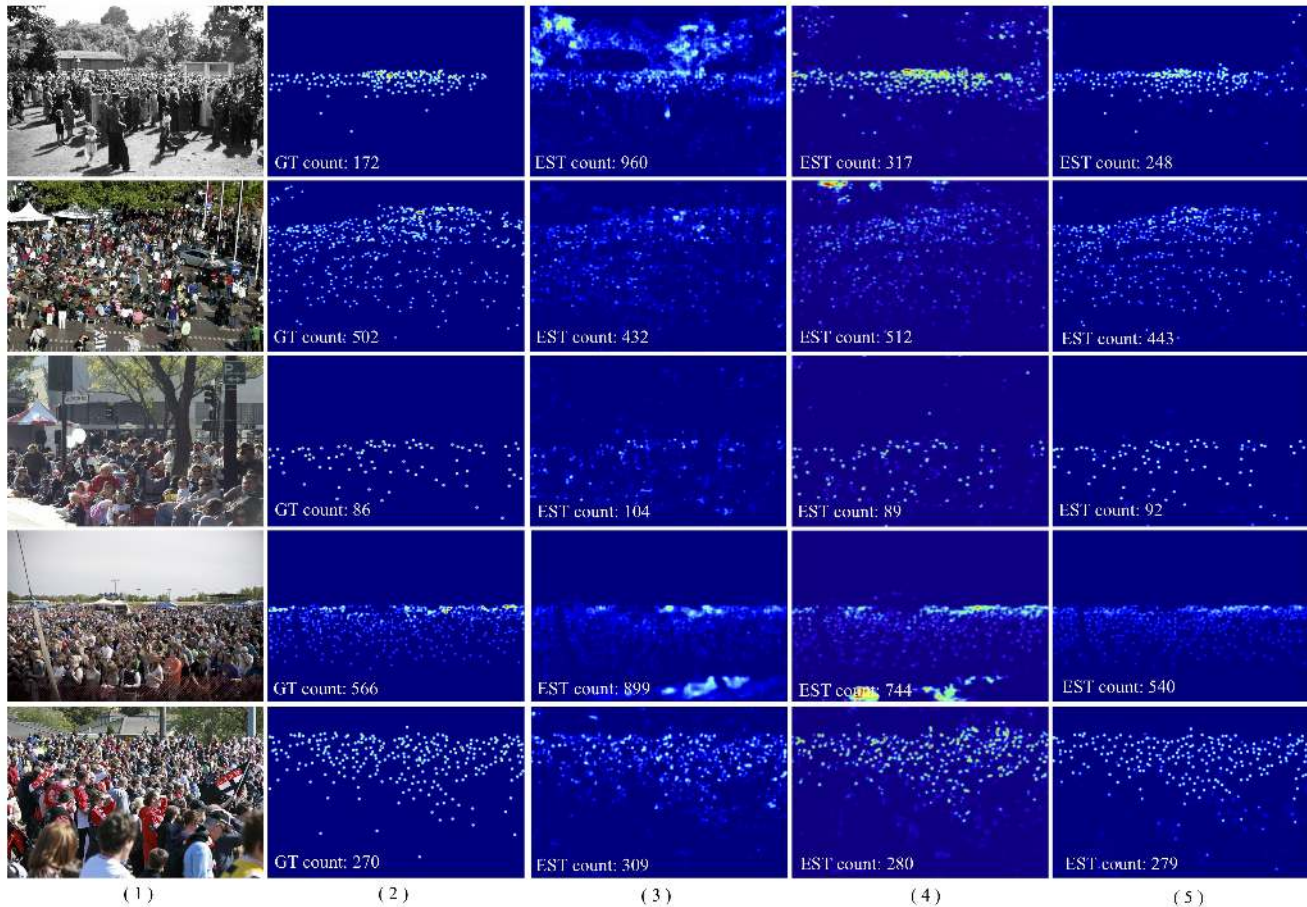 GT count: 172 EST count: 960 EST count: 317 EST count: 248
GT count: 502 EST count: 432 EST count: 512 EST count: 443
P
GT count: 86 EST count: 104 EST count: 89 EST count: 92
GT count: 566 EST count: 899 EST count: 744 EST count: 540
GT count: 270 EST count: 309 EST count: 280 EST count: 279
( 1 ) ( 2 ) ( 3 ) ( 4 ) ( 5 )